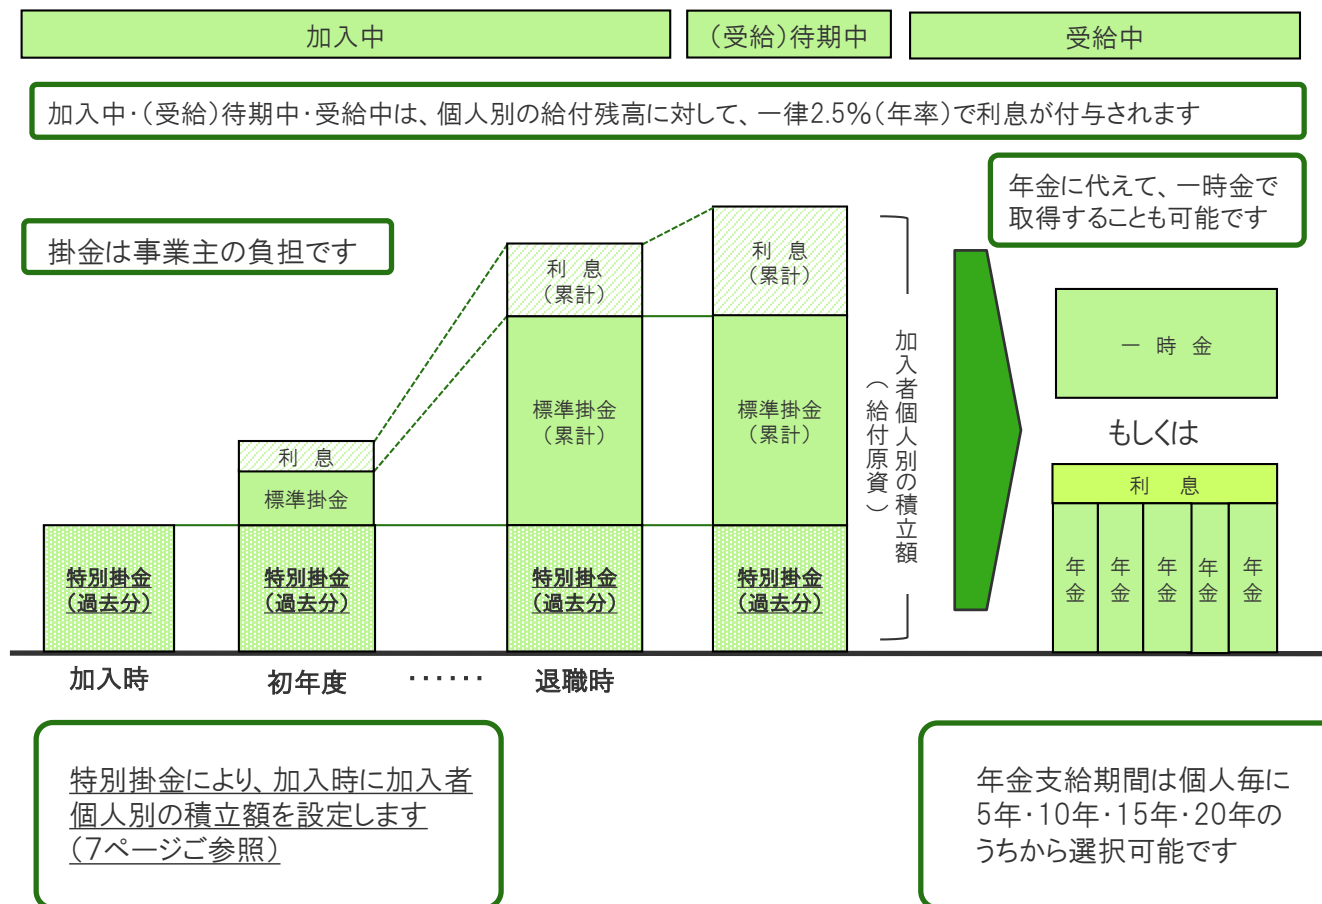 加入中
（受給）待期中
受給中
加入中・（受給）待期中・受給中は、個人別の給付残高に対して、一律2.5％（年率）で利息が付与されます
年金に代えて、一時金で
取得することも可能です
掛金は事業主の負担です
利　息
（累計）
利　息
（累計）
標準掛金
（累計）
標準掛金
（累計）
利　息
標準掛金
特別掛金
（過去分）
特別掛金
（過去分）
特別掛金
（過去分）
特別掛金
（過去分）
加入者個人別の積立額
（給付原資）
一　時　金
もしくは
利　　息
年金
年金
年金
年金
年金
加入時
初年度
・・・・・・
退職時
特別掛金により、加入時に加入者
個人別の積立額を設定します
（7ページご参照）
年金支給期間は個人毎に
5年・10年・15年・20年の
うちから選択可能です